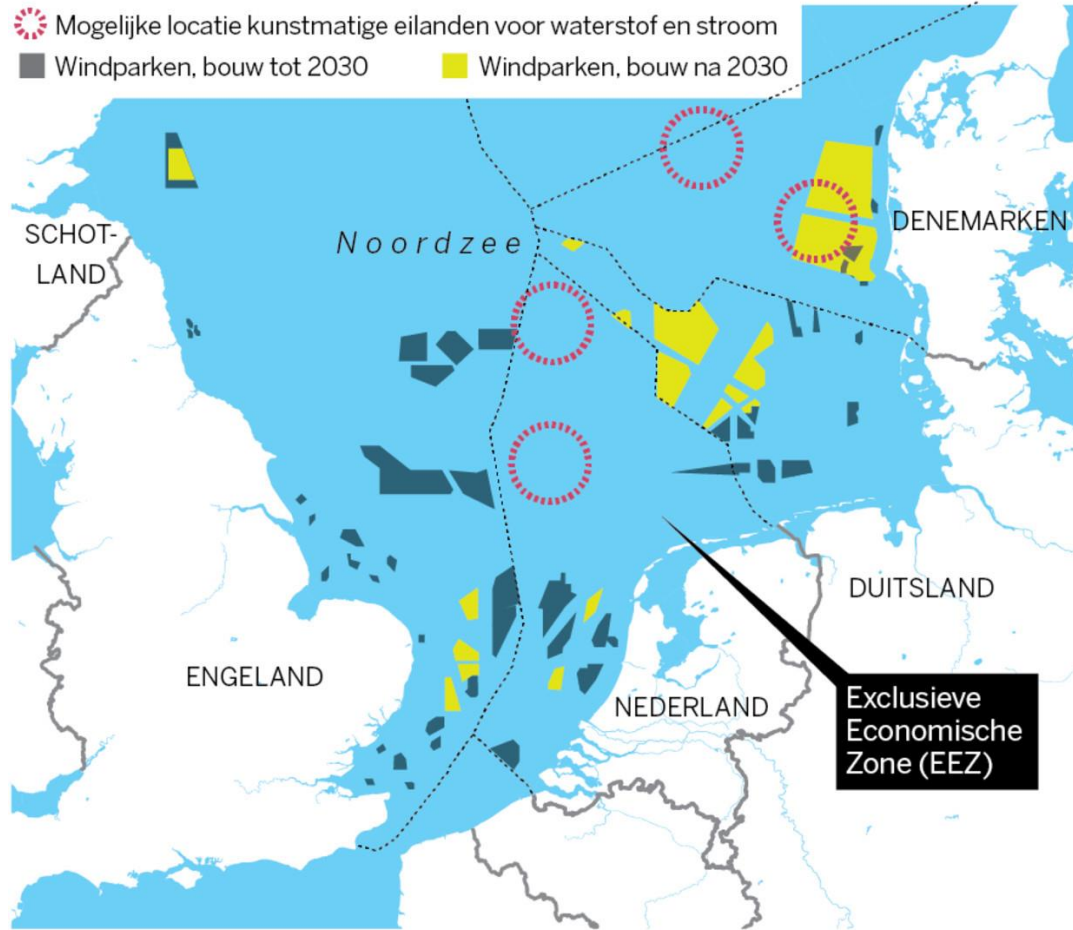 Mogelijke locatie kunstmatige eilanden voor waterstof en stroom
Windparken, bouw tot 2030
Windparken, bouw na 2030
SCHOT-
LAND
Noordzee
DENEMARKEN
DUITSLAND
ENGELAND
NEDERLAND
Exclusieve
Economische
Zone (EEZ)